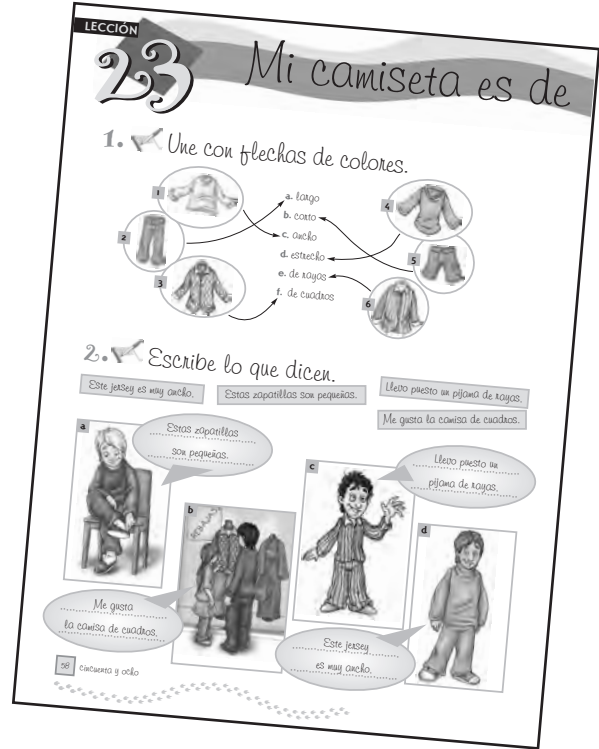 LECCIÓN
23
Mi camiseta es de
1. Une con flechas de colores.
1
2
3
a. largo
b. corto
c. ancho
d. estrecho
e. de rayas
f. de cuadros
4
5
6
2. Escribe lo que dicen.
Este jersey es muy ancho.
Estas zapatillas son pequeñas.
Llevo puesto un pijama de rayas.
Me gusta la camisa de cuadros.
a
Estas zapatillas
son pequeñas.
b
REBAJAS
Me gusta
la camisa de cuadros.
c
Llevo puesto un
pijama de rayas.
d
Este jersey
es muy ancho.
58 cincuenta y ocho